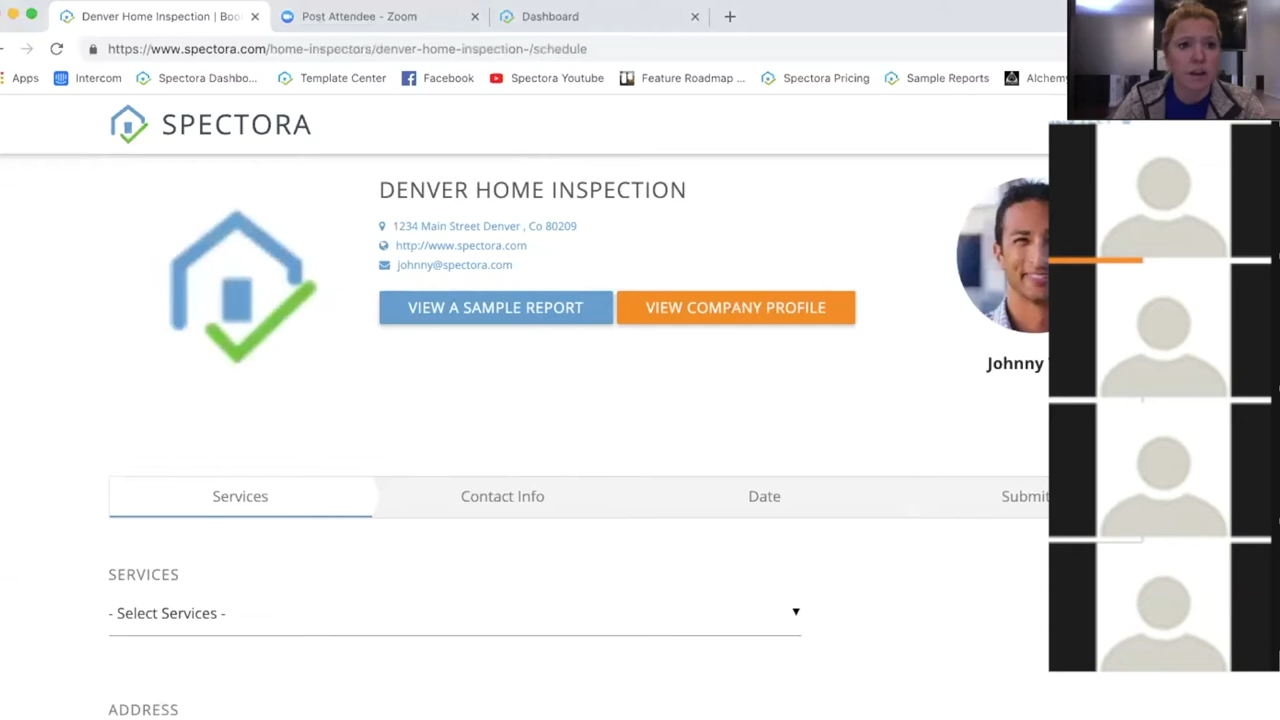 Denver Home Inspection | Boo
Post Attendee - Zoom
Dashboard
https://www.spectora.com/home-inspectors/denver-home-inspection-/schedule
Apps
Intercom
Spectora Dashbo...
Template Center
Facebook
Spectora Youtube
Feature Roadmap ...
Spectora Pricing
Sample Reports
Alchem
SPECTORA
DENVER HOME INSPECTION
1234 Main Street Denver , Co 80209
http://www.spectora.com
johnny@spectora.com
VIEW A SAMPLE REPORT
VIEW COMPANY PROFILE
Johnny
Services
Contact Info
Date
Submit
SERVICES
- Select Services -
ADDRESS